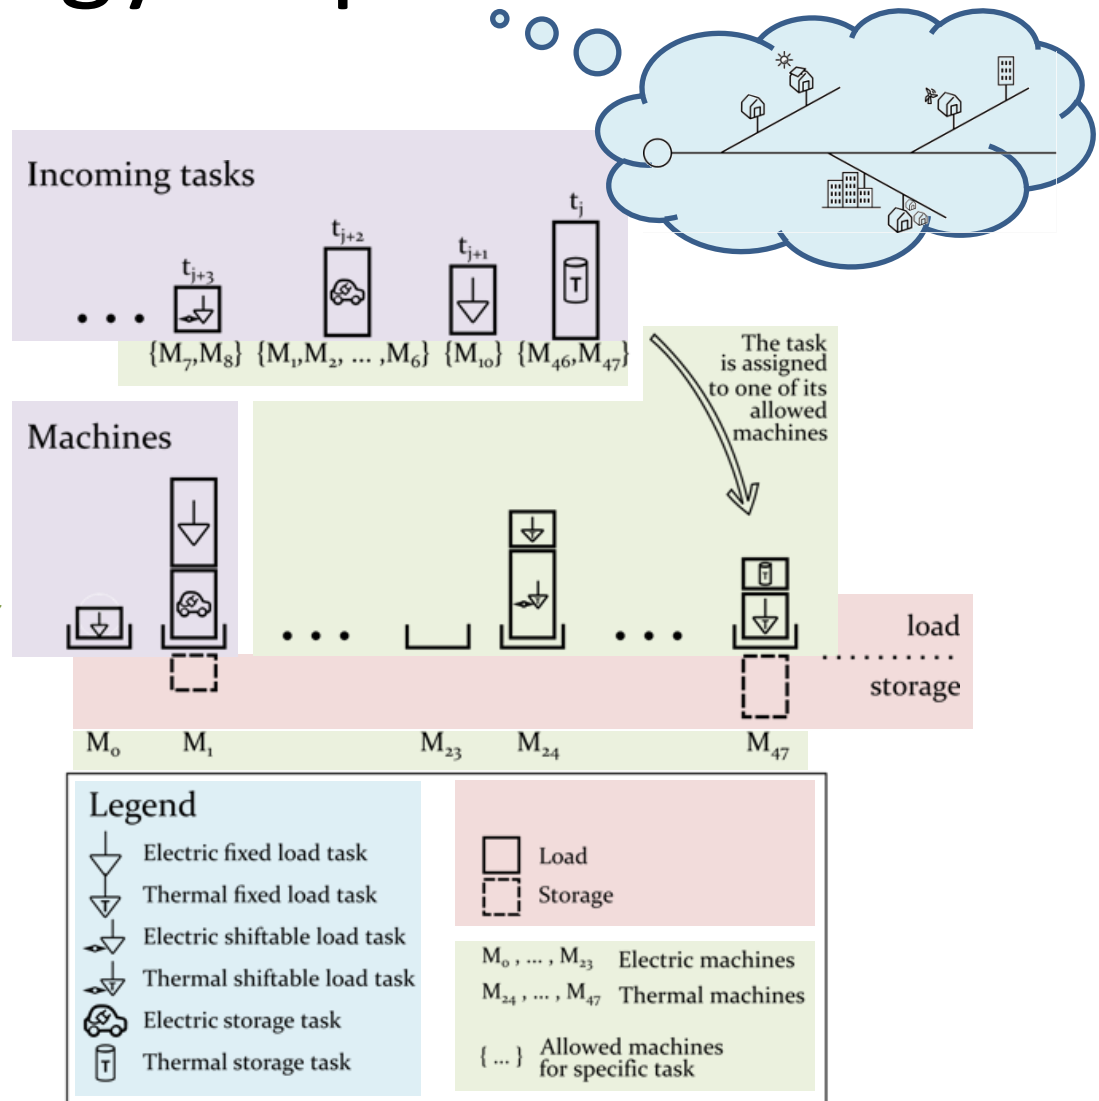 Incoming tasks
tj+3
tj+2
tj+1
tj
{M7,M8} {M1,M2, ... ,M6} {M10} {M46,M47}
T
The task
is assigned
to one of its
allowed
machines
Machines
load
storage
M0 M1 M23 M24 M47
Legend
Electric fixed load task
Thermal fixed load task
Electric shiftable load task
Thermal shiftable load task
Electric storage task
Thermal storage task
Load
Storage
M0 , ... , M23 Electric machines
M24 , ... , M47 Thermal machines
{ ... } Allowed machines
for specific task